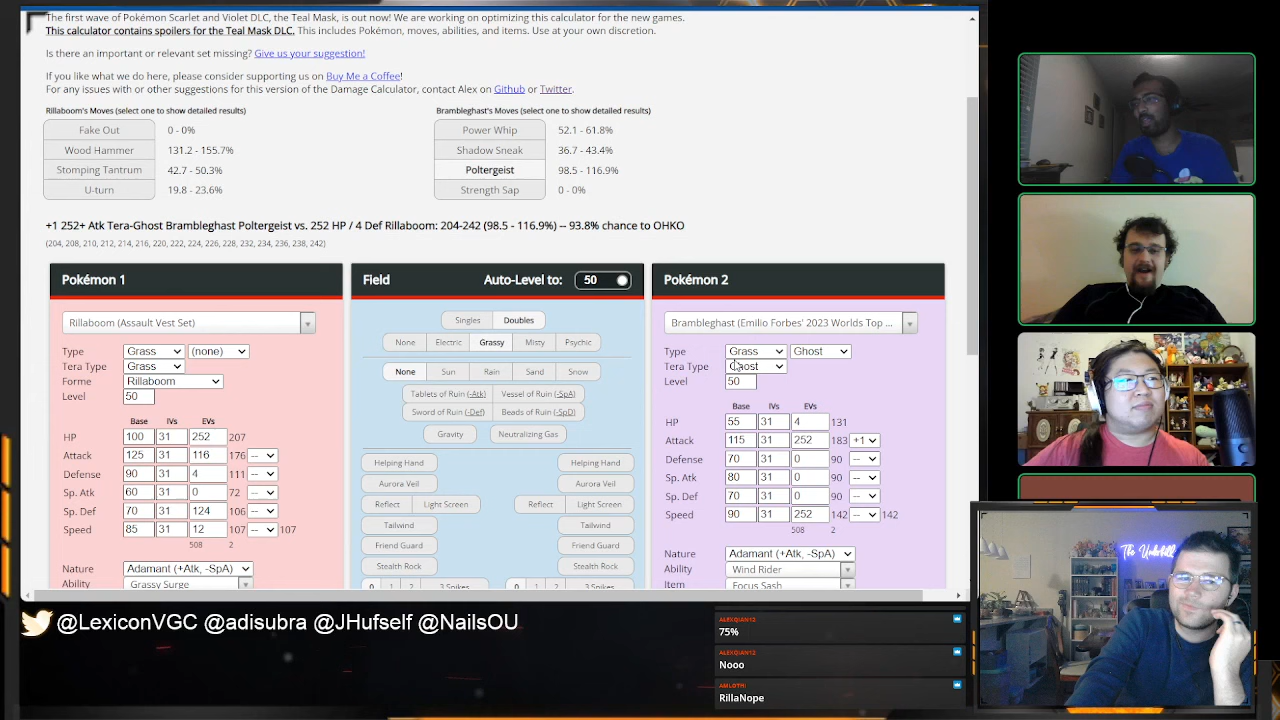 The first wave of Pokémon Scarlet and Violet DLC, the Teal Mask, is out now! We are working on optimizing this calculator for the new games.
This calculator contains spoilers for the Teal Mask DLC. This includes Pokémon, moves, abilities, and items. Use at your own discretion.
Is there an important or relevant set missing? Give us your suggestion!
If you like what we do here, please consider supporting us on Buy Me a Coffee!
For any issues with or other suggestions for this version of the Damage Calculator, contact Alex on Github or Twitter.
Rillaboom's Moves (select one to show detailed results)
Fake Out 0 - 0%
Wood Hammer 131.2 - 155.7%
Stomping Tantrum 42.7 - 50.3%
U-turn 19.8 - 23.6%
Brambleghast's Moves (select one to show detailed results)
Power Whip 52.1 - 61.8%
Shadow Sneak 36.7 - 43.4%
Poltergeist 98.5 - 116.9%
Strength Sap 0 - 0%
+1 252+ Atk Tera-Ghost Brambleghast Poltergeist vs. 252 HP / 4 Def Rillaboom: 204-242 (98.5 - 116.9%) -- 93.8% chance to OHKO
(204, 208, 210, 212, 214, 216, 220, 222, 224, 226, 228, 232, 234, 236, 238, 242)
Pokémon 1
Rillaboom (Assault Vest Set)
Type Grass (none)
Tera Type Grass
Forme Rillaboom
Level 50
Base IVs EVs
HP 100 31 252 207
Attack 125 31 116 176 --
Defense 90 31 4 111 --
Sp. Atk 60 31 0 72 --
Sp. Def 70 31 124 106 --
Speed 85 31 12 107 -- 107
508 2
Nature Adamant (+Atk, -SpA)
Ability Grassy Surge
Field Auto-Level to: 50
Singles Doubles
None Electric Grassy Misty Psychic
None Sun Rain Sand Snow
Tablets of Ruin (-Atk) Vessel of Ruin (-SpA)
Sword of Ruin (-Def) Beads of Ruin (-SpD)
Gravity Neutralizing Gas
Helping Hand Helping Hand
Aurora Veil Aurora Veil
Reflect Light Screen Reflect Light Screen
Tailwind Tailwind
Friend Guard Friend Guard
Stealth Rock Stealth Rock
0 1 2 3 Spikes 0 1 2 3 Spikes
Pokémon 2
Brambleghast (Emilio Forbes' 2023 Worlds Top ...
Type Grass Ghost
Tera Type Ghost
Level 50
Base IVs EVs
HP 55 31 4 131
Attack 115 31 252 183 +1
Defense 70 31 0 90 --
Sp. Atk 80 31 0 90 --
Sp. Def 70 31 0 90 --
Speed 90 31 252 142 -- 142
508 2
Nature Adamant (+Atk, -SpA)
Ability Wind Rider
Item Focus Sash
The Underhill
@LexiconVGC @adisubra @JHufself @NailsOU
ALEXQIAN12:
75%
ALEXQIAN12:
Nooo
AMLOTH:
RillaNope